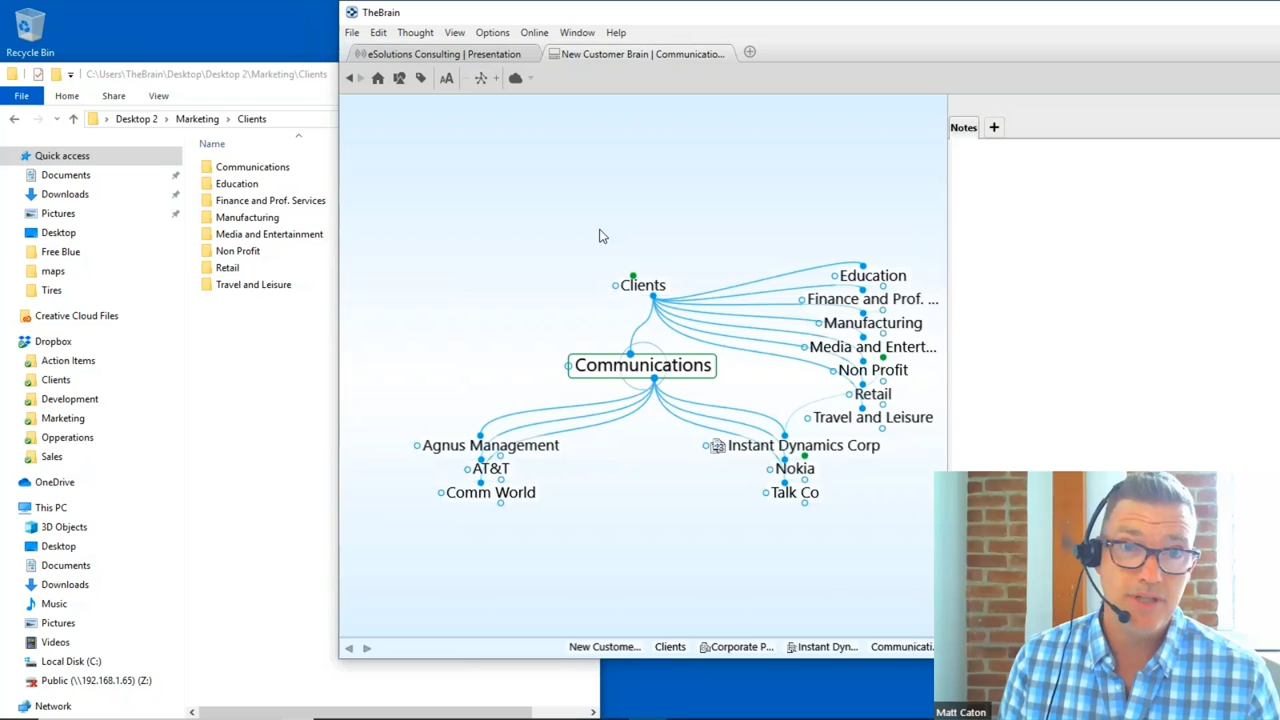 Recycle Bin
C:\Users\TheBrain\Desktop\Desktop 2\Marketing\Clients
File
Home
Share
View
Desktop 2
Marketing
Clients
Quick access
Documents
Downloads
Pictures
Desktop
Free Blue
maps
Tires
Creative Cloud Files
Dropbox
Action Items
Clients
Development
Marketing
Opperations
Sales
OneDrive
This PC
3D Objects
Desktop
Documents
Downloads
Music
Pictures
Videos
Local Disk (C:)
Public (\\192.168.1.65) (Z:)
Network
Name
Communications
Education
Finance and Prof. Services
Manufacturing
Media and Entertainment
Non Profit
Retail
Travel and Leisure
TheBrain
File Edit Thought View Options Online Window Help
eSolutions Consulting | Presentation
New Customer Brain | Communicatio...
AA
Notes
Clients
Education
Finance and Prof. ...
Manufacturing
Media and Entert...
Non Profit
Retail
Travel and Leisure
Communications
Agnus Management
AT&T
Comm World
Instant Dynamics Corp
Nokia
Talk Co
New Custome... Clients Corporate P... Instant Dyn... Communicati...
Matt Caton